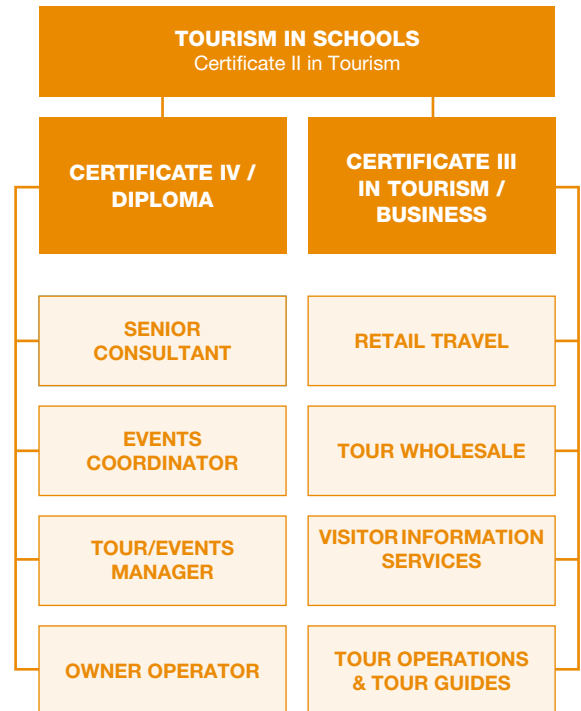 TOURISM IN SCHOOLS
Certificate II in Tourism
CERTIFICATE IV /
DIPLOMA
CERTIFICATE III
IN TOURISM /
BUSINESS
SENIOR
CONSULTANT
RETAIL TRAVEL
EVENTS
COORDINATOR
TOUR WHOLESALE
TOUR/EVENTS
MANAGER
VISITOR INFORMATION
SERVICES
OWNER OPERATOR
TOUR OPERATIONS
& TOUR GUIDES